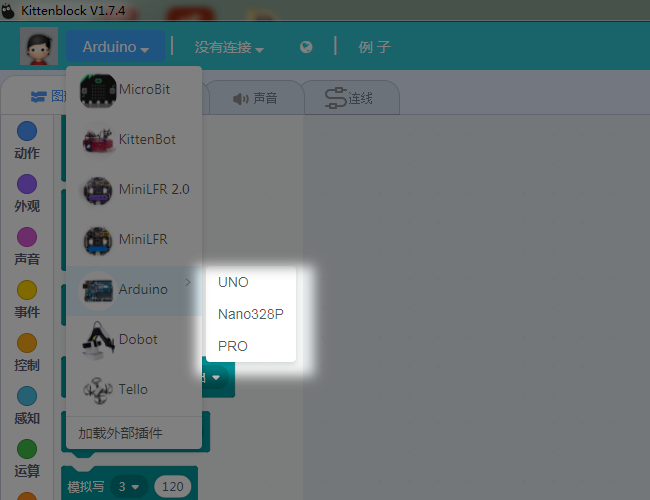 Kittenblock V1.7.4
Arduino
没有连接
例 子
声音
连线
MicroBit
KittenBot
MiniLFR 2.0
MiniLFR
Arduino
Dobot
Tello
加载外部插件
UNO
Nano328P
PRO
动作
外观
声音
事件
控制
感知
运算
模拟写 3 120